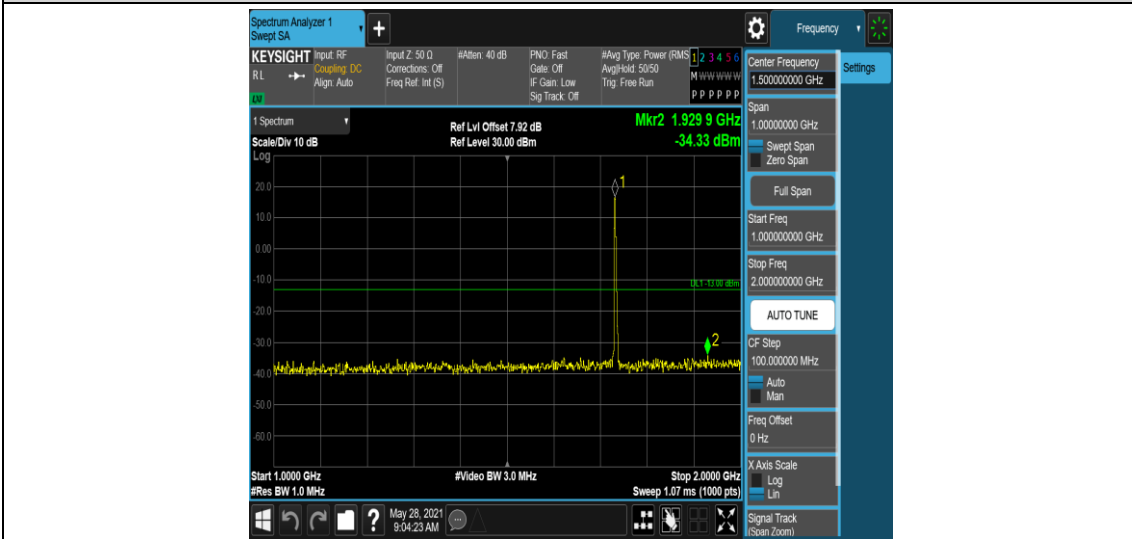 Spectrum Analyzer 1
Swept SA
+
Frequency
KEYSIGHT
RL
LXI
Input: RF
Coupling: DC
Align: Auto
Input Z: 50 Ω
Corrections: Off
Freq Ref: Int (S)
#Atten: 40 dB
PNO: Fast
Gate: Off
IF Gain: Low
Sig Track: Off
#Avg Type: Power (RMS
Avg|Hold: 50/50
Trig: Free Run
1 2 3 4 5 6
M W W W W W
P P P P P P
1 Spectrum
Scale/Div 10 dB
Log
Ref Lvl Offset 7.92 dB
Ref Level 30.00 dBm
Mkr2 1.929 9 GHz
-34.33 dBm
20.0
10.0
0.00
-10.0
-20.0
-30.0
-40.0
-50.0
-60.0
1
DL1 -13.00 dBm
2
Start 1.0000 GHz
#Res BW 1.0 MHz
#Video BW 3.0 MHz
Stop 2.0000 GHz
Sweep 1.07 ms (1000 pts)
Center Frequency
1.500000000 GHz
Span
1.00000000 GHz
Swept Span
Zero Span
Full Span
Start Freq
1.000000000 GHz
Stop Freq
2.000000000 GHz
AUTO TUNE
CF Step
100.000000 MHz
Auto
Man
Freq Offset
0 Hz
X Axis Scale
Log
Lin
Signal Track
(Span Zoom)
Settings
?
May 28, 2021
9:04:23 AM